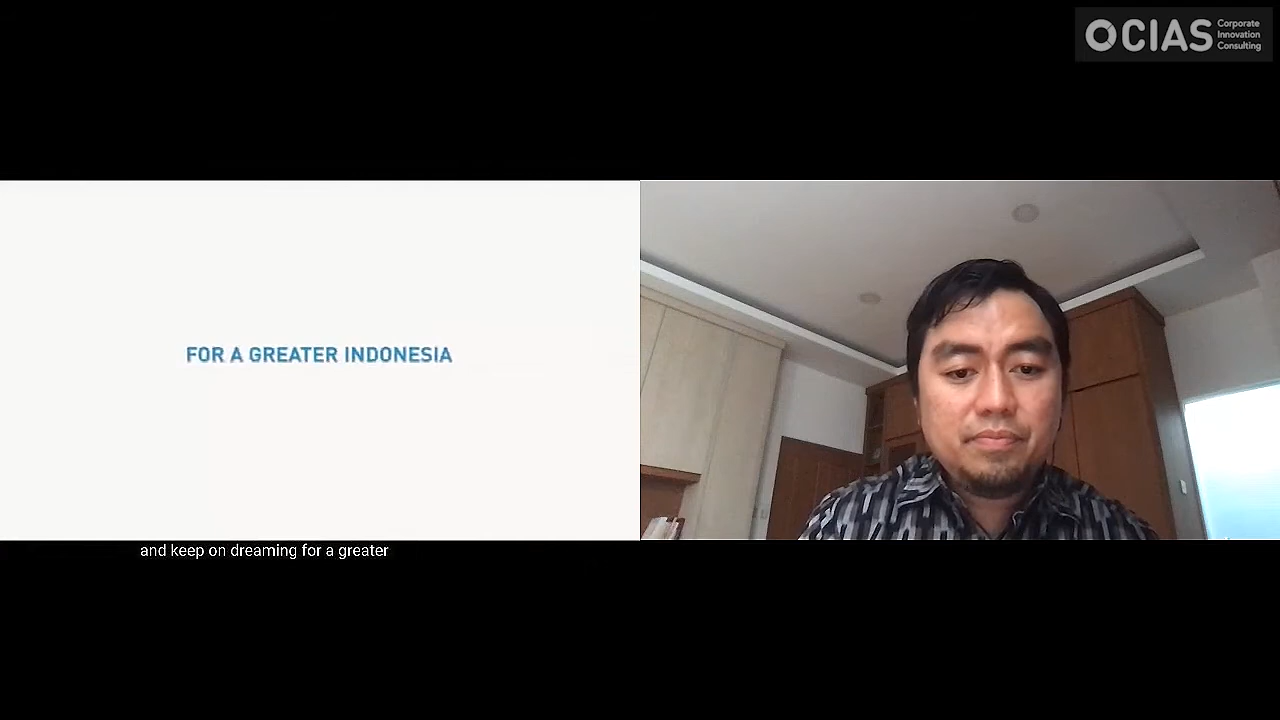 OCIAS
Corporate
Innovation
Consulting
FOR A GREATER INDONESIA
and keep on dreaming for a greater